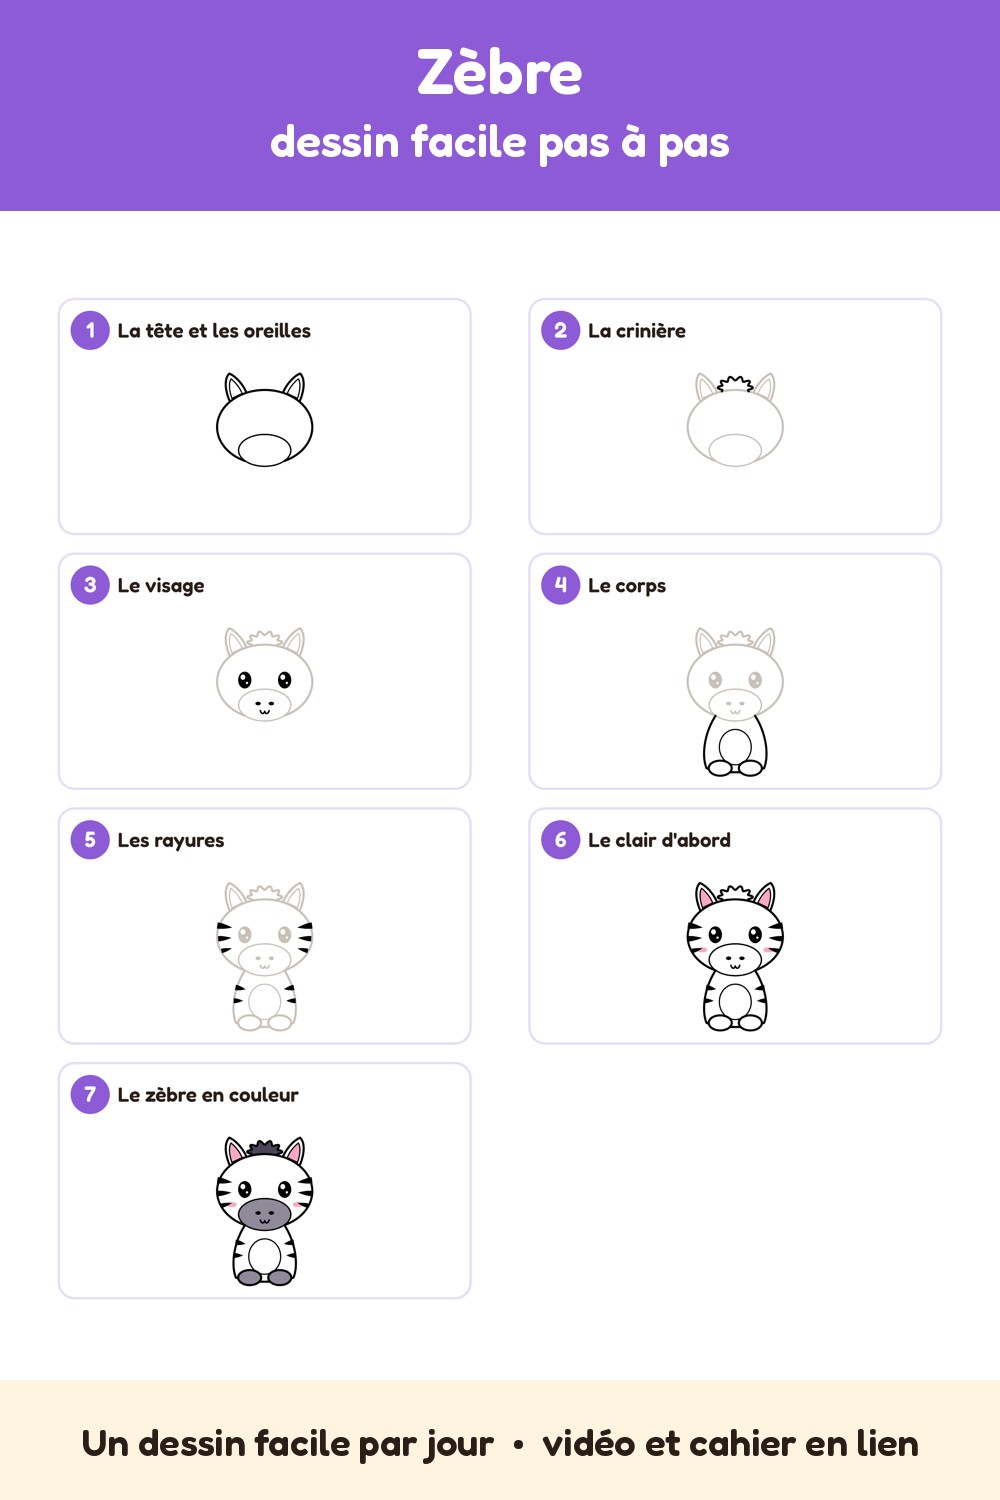 Zèbre
dessin facile pas à pas
1 La tête et les oreilles
2 La crinière
3 Le visage
4 Le corps
5 Les rayures
6 Le clair d'abord
7 Le zèbre en couleur
Un dessin facile par jour • vidéo et cahier en lien